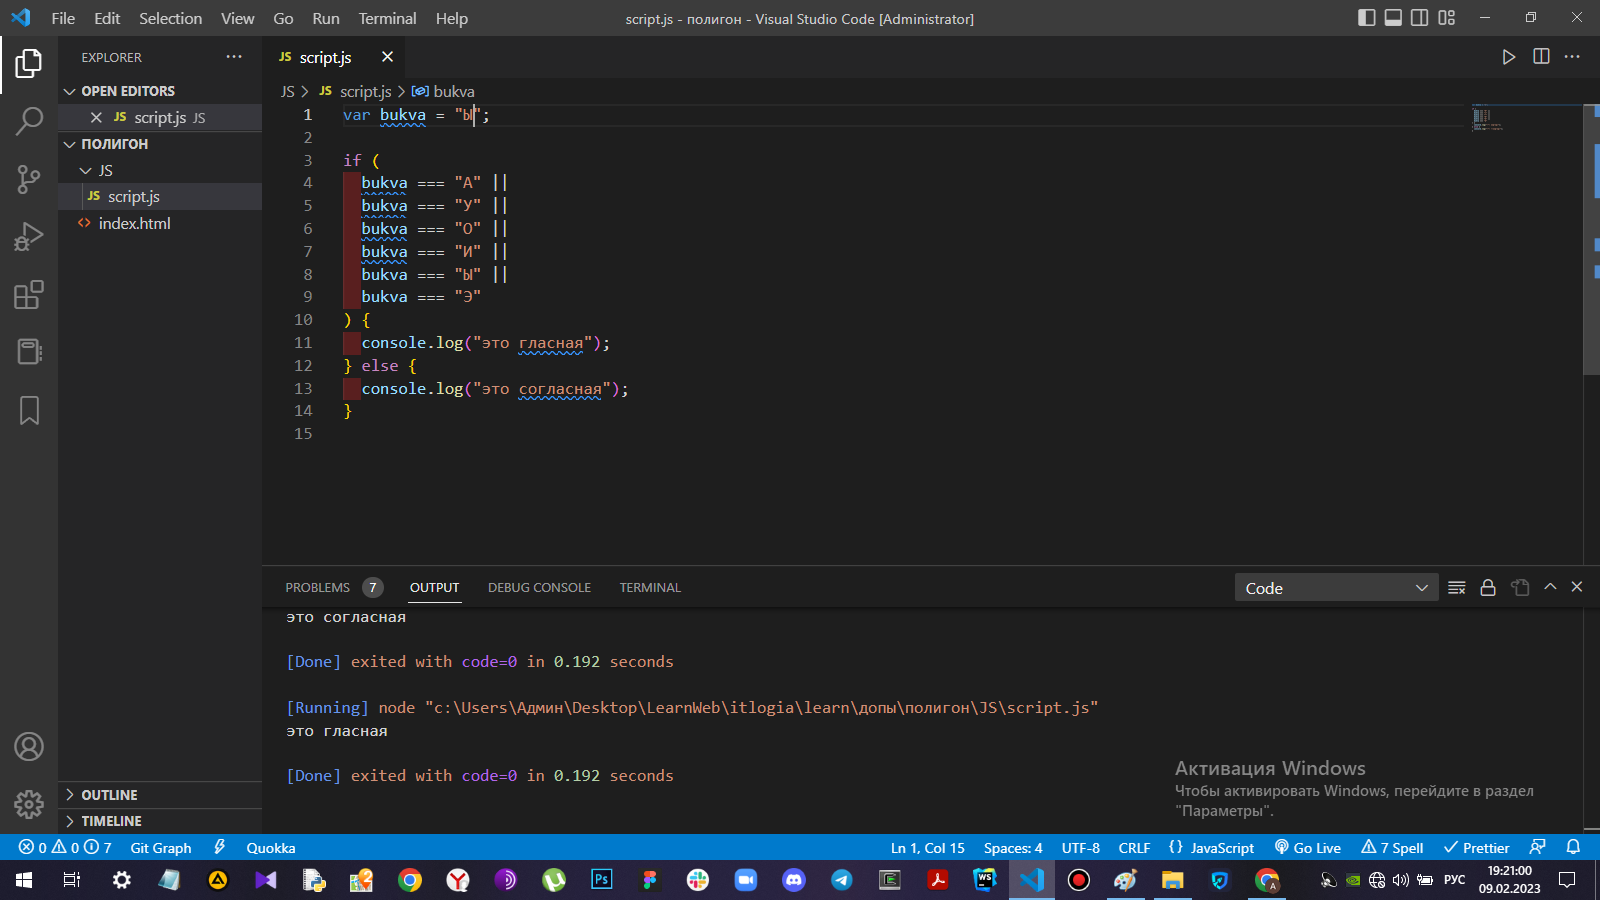 File Edit Selection View Go Run Terminal Help script.js - полигон - Visual Studio Code [Administrator]
EXPLORER
OPEN EDITORS
JS script.js JS
ПОЛИГОН
JS
JS script.js
index.html
OUTLINE
TIMELINE
JS script.js
JS > JS script.js > bukva
1 var bukva = "Ы";
2
3 if (
4 bukva === "А" ||
5 bukva === "У" ||
6 bukva === "О" ||
7 bukva === "И" ||
8 bukva === "Ы" ||
9 bukva === "Э"
10 ) {
11 console.log("это гласная");
12 } else {
13 console.log("это согласная");
14 }
15
PROBLEMS 7 OUTPUT DEBUG CONSOLE TERMINAL Code
это согласная
[Done] exited with code=0 in 0.192 seconds
[Running] node "c:\Users\Админ\Desktop\LearnWeb\itlogia\learn\допы\полигон\JS\script.js"
это гласная
[Done] exited with code=0 in 0.192 seconds
Активация Windows
Чтобы активировать Windows, перейдите в раздел
"Параметры".
0 0 7 Git Graph Quokka Ln 1, Col 15 Spaces: 4 UTF-8 CRLF {} JavaScript Go Live 7 Spell Prettier
Ps WS A РУС 19:21:00
09.02.2023